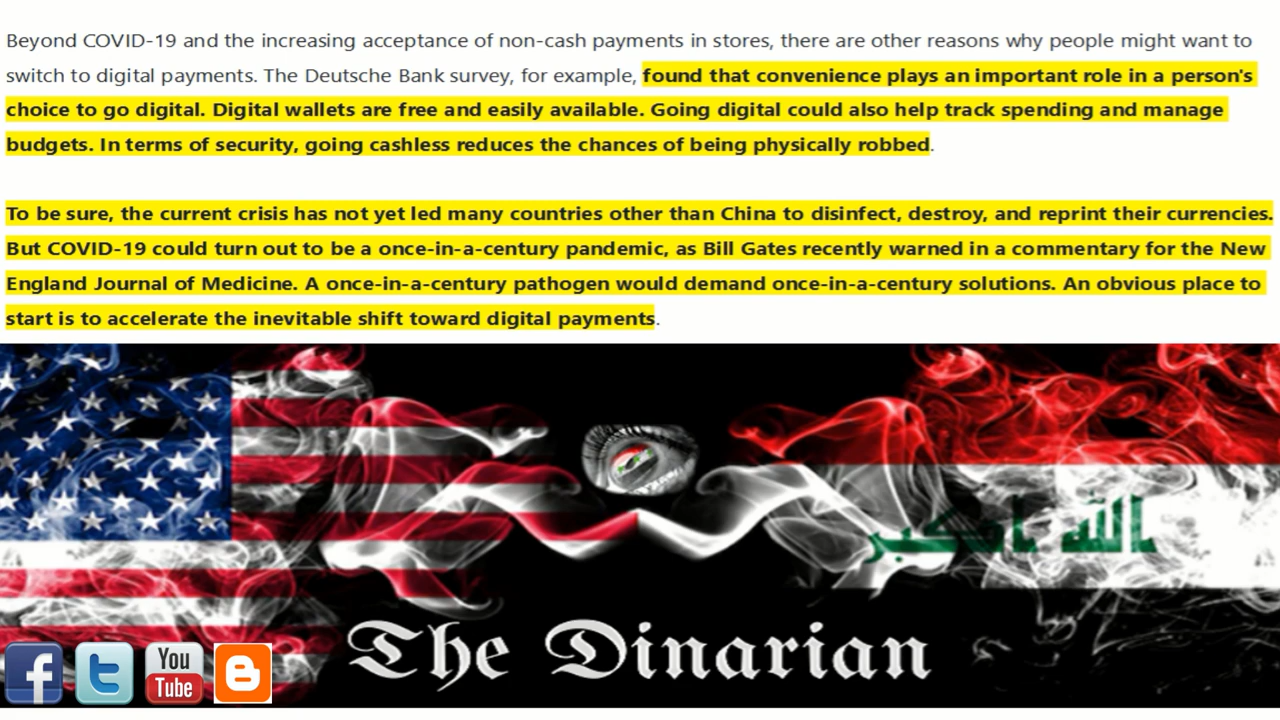 Beyond COVID-19 and the increasing acceptance of non-cash payments in stores, there are other reasons why people might want to
switch to digital payments. The Deutsche Bank survey, for example, found that convenience plays an important role in a person's
choice to go digital. Digital wallets are free and easily available. Going digital could also help track spending and manage
budgets. In terms of security, going cashless reduces the chances of being physically robbed.
To be sure, the current crisis has not yet led many countries other than China to disinfect, destroy, and reprint their currencies.
But COVID-19 could turn out to be a once-in-a-century pandemic, as Bill Gates recently warned in a commentary for the New
England Journal of Medicine. A once-in-a-century pathogen would demand once-in-a-century solutions. An obvious place to
start is to accelerate the inevitable shift toward digital payments.
الله اكبر
The Dinarian
You
Tube